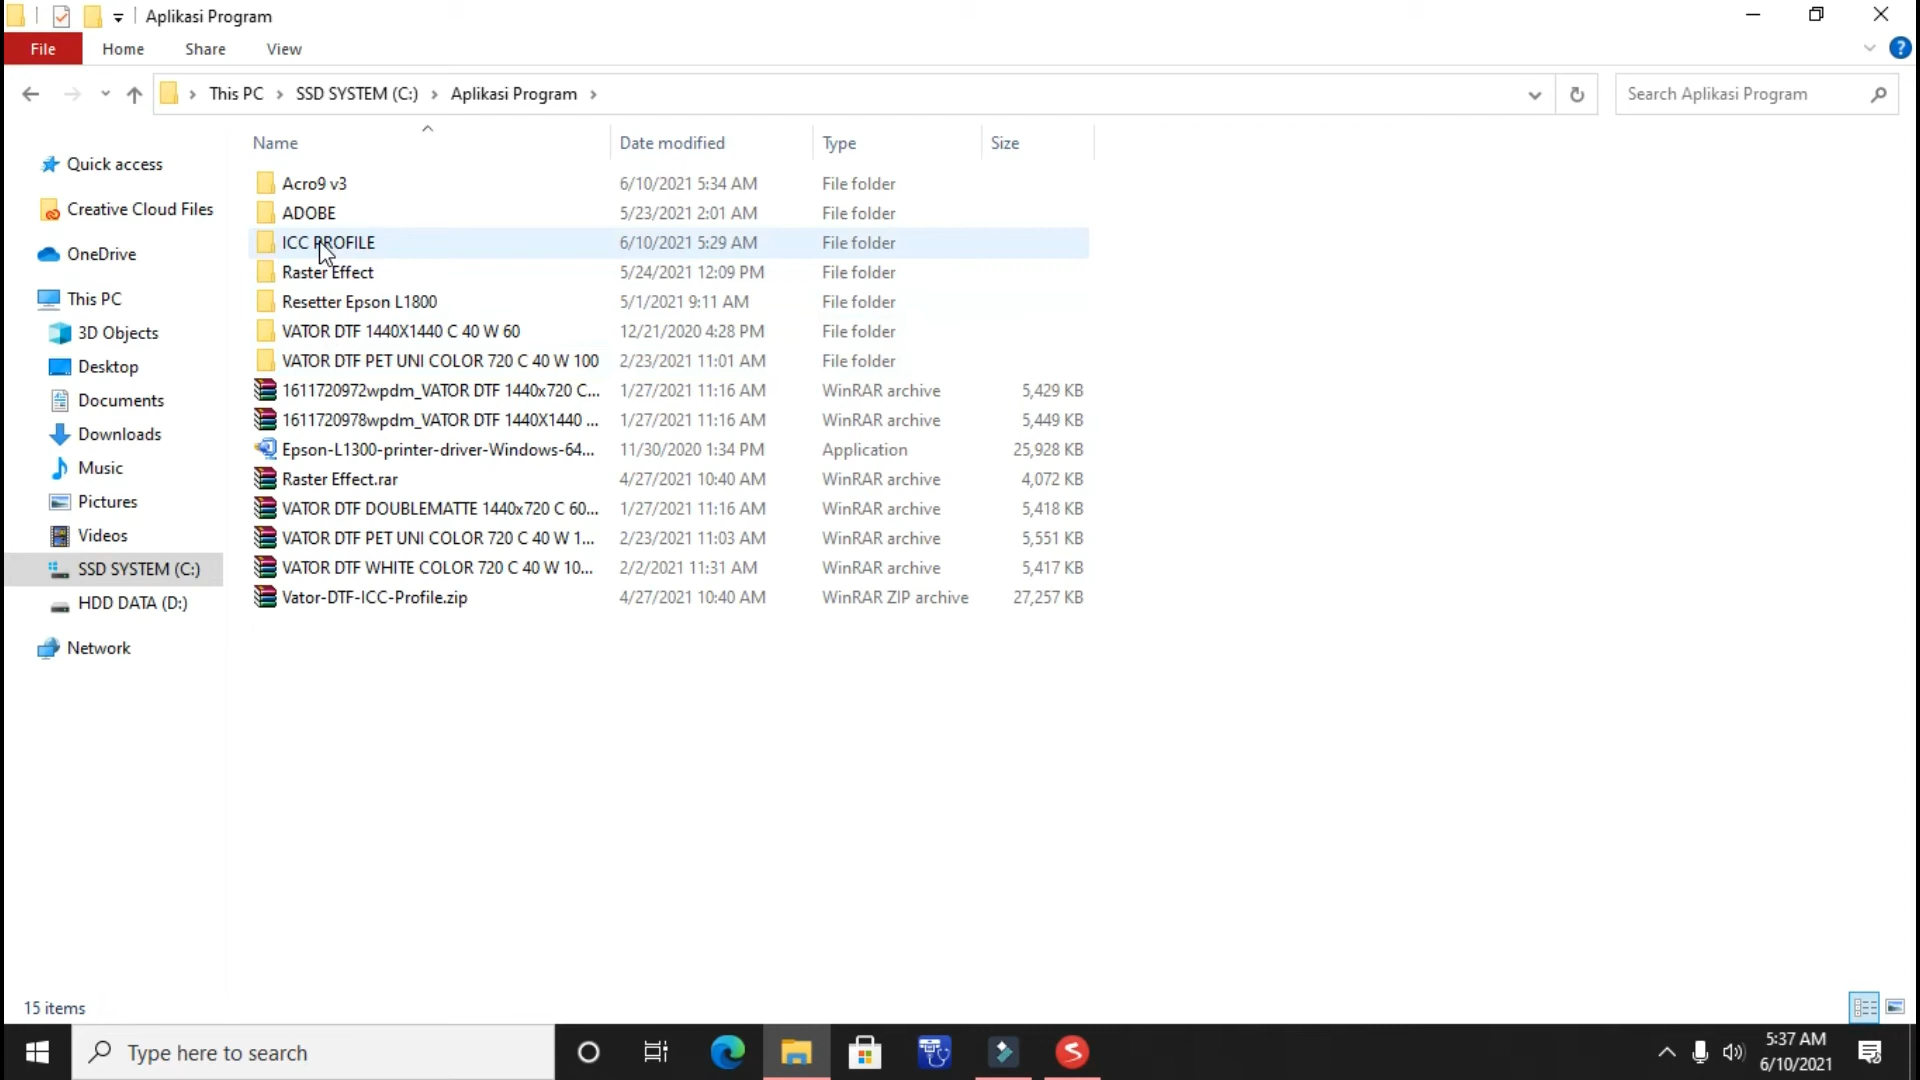 Aplikasi Program
File Home Share View
This PC SSD SYSTEM (C:) Aplikasi Program
Search Aplikasi Program
Name Date modified Type Size
Quick access
Creative Cloud Files
OneDrive
This PC
3D Objects
Desktop
Documents
Downloads
Music
Pictures
Videos
SSD SYSTEM (C:)
HDD DATA (D:)
Network
Acro9 v3 6/10/2021 5:34 AM File folder
ADOBE 5/23/2021 2:01 AM File folder
ICC PROFILE 6/10/2021 5:29 AM File folder
Raster Effect 5/24/2021 12:09 PM File folder
Resetter Epson L1800 5/1/2021 9:11 AM File folder
VATOR DTF 1440X1440 C 40 W 60 12/21/2020 4:28 PM File folder
VATOR DTF PET UNI COLOR 720 C 40 W 100 2/23/2021 11:01 AM File folder
1611720972wpdm_VATOR DTF 1440x720 C... 1/27/2021 11:16 AM WinRAR archive 5,429 KB
1611720978wpdm_VATOR DTF 1440X1440 ... 1/27/2021 11:16 AM WinRAR archive 5,449 KB
Epson-L1300-printer-driver-Windows-64... 11/30/2020 1:34 PM Application 25,928 KB
Raster Effect.rar 4/27/2021 10:40 AM WinRAR archive 4,072 KB
VATOR DTF DOUBLEMATTE 1440x720 C 60... 1/27/2021 11:16 AM WinRAR archive 5,418 KB
VATOR DTF PET UNI COLOR 720 C 40 W 1... 2/23/2021 11:03 AM WinRAR archive 5,551 KB
VATOR DTF WHITE COLOR 720 C 40 W 10... 2/2/2021 11:31 AM WinRAR archive 5,417 KB
Vator-DTF-ICC-Profile.zip 4/27/2021 10:40 AM WinRAR ZIP archive 27,257 KB
15 items
Type here to search
5:37 AM
6/10/2021